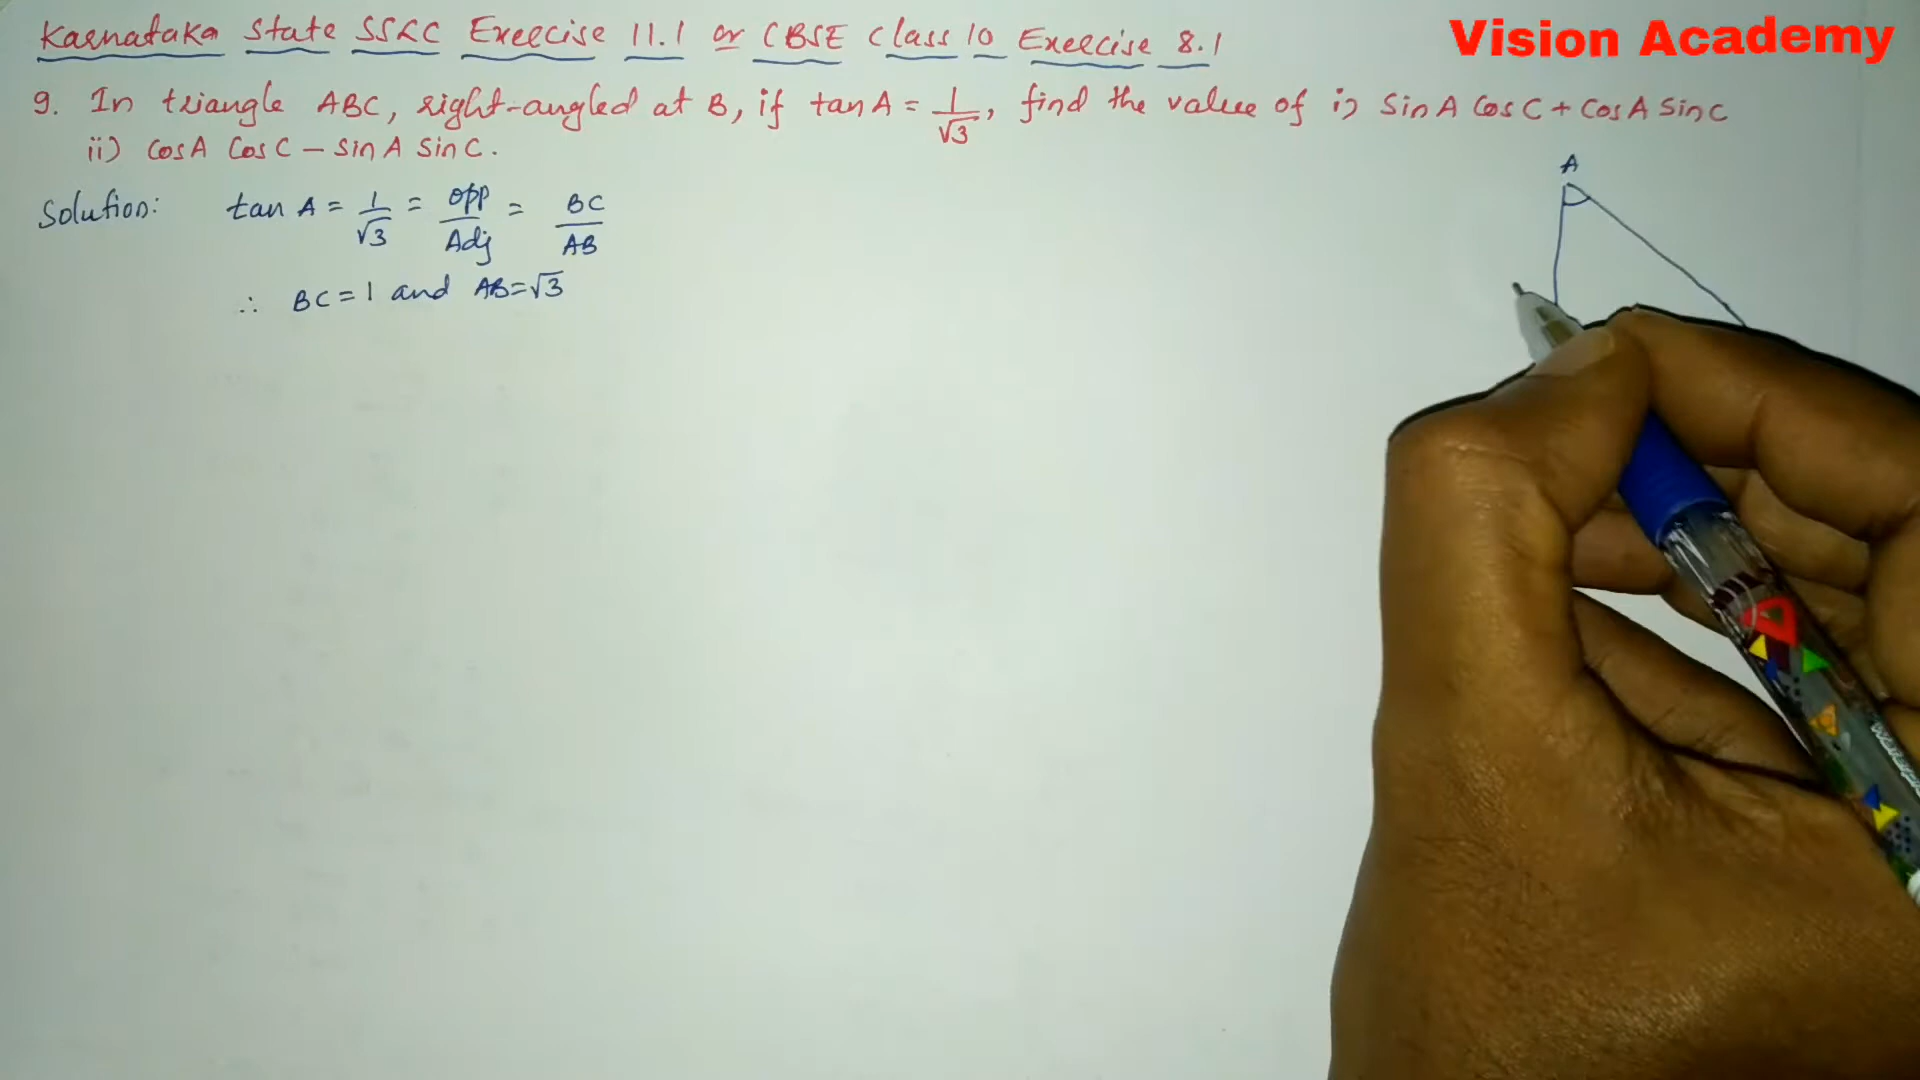 Karnataka State SSLC Exercise 11.1 or CBSE Class 10 Exercise 8.1
Vision Academy
9. In triangle ABC, right-angled at B, if tan A = 1/√3, find the value of i) Sin A Cos C + Cos A Sin C
ii) Cos A Cos C - Sin A Sin C.
A
Solution: tan A = 1/√3 = opp/Adj = BC/AB
∴ BC = 1 and AB = √3